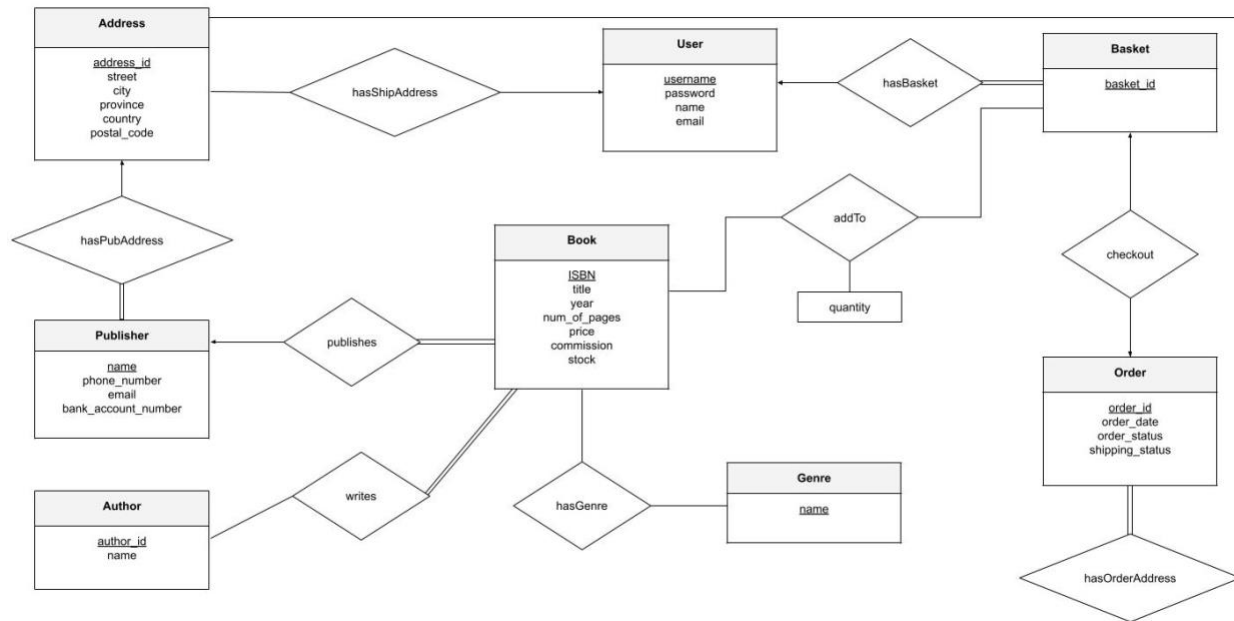 Address
address_id
street
city
province
country
postal_code
hasShipAddress
User
username
password
name
email
hasBasket
Basket
basket_id
hasPubAddress
Book
ISBN
title
year
num_of_pages
price
commission
stock
addTo
quantity
checkout
Publisher
name
phone_number
email
bank_account_number
publishes
Order
order_id
order_date
order_status
shipping_status
Author
author_id
name
writes
hasGenre
Genre
name
hasOrderAddress